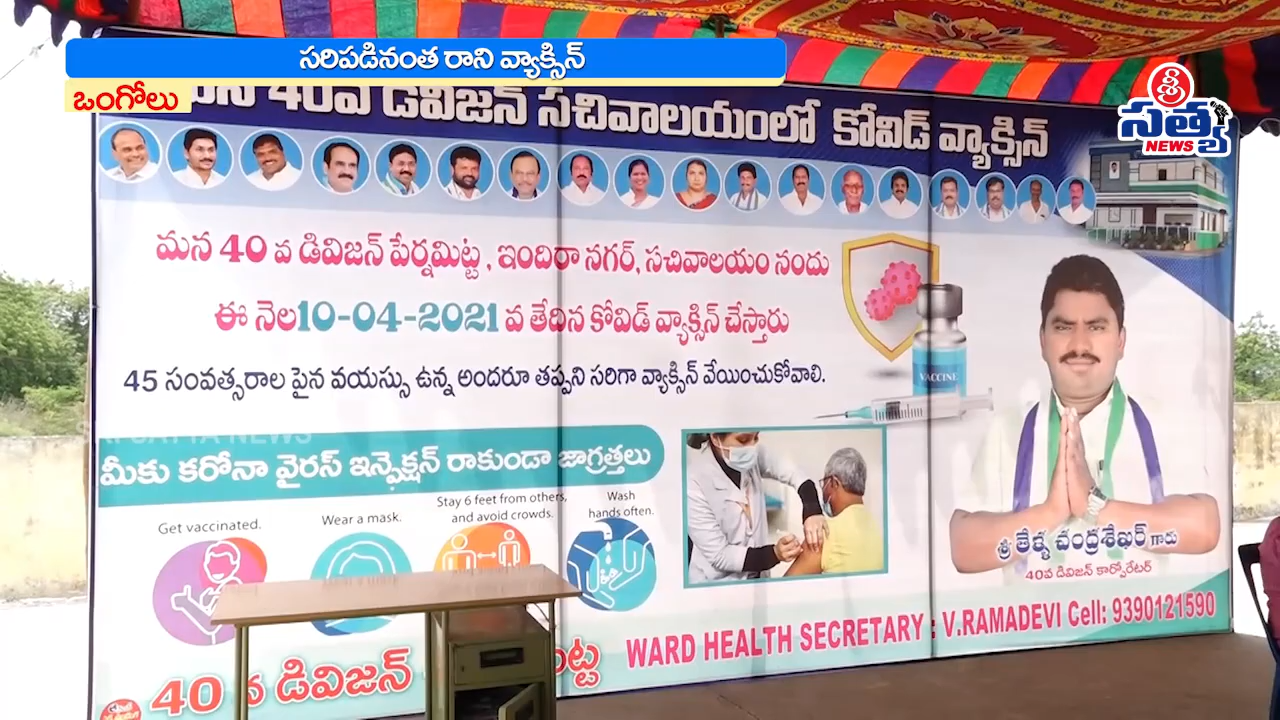 సరిపడినంత రాని వ్యాక్సిన్
ఒంగోలు
శ్రీ
సత్య
NEWS
40వ డివిజన్ సచివాలయంలో కోవిడ్ వ్యాక్సిన్
మన 40 వ డివిజన్ పేర్నమిట్ట, ఇందిరా నగర్, సచివాలయం నందు
ఈ నెల10-04-2021 వ తేదిన కోవిడ్ వ్యాక్సిన్ చేస్తారు
45 సంవత్సరాల పైన వయస్సు ఉన్న అందరూ తప్పని సరిగా వ్యాక్సిన్ వేయించుకోవాలి.
VACCINE
మీకు కరోనా వైరస్ ఇన్ఫెక్షన్ రాకుండా జాగ్రత్తలు
Get vaccinated.
Wear a mask.
Stay 6 feet from others,
and avoid crowds.
Wash
hands often.
శ్రీ తేళ్ళ చంద్రశేఖర్ గారు
40వ డివిజన్ కార్పోరేటర్
40 వ డివిజన్
WARD HEALTH SECRETARY : V.RAMADEVI Cell: 9390121590